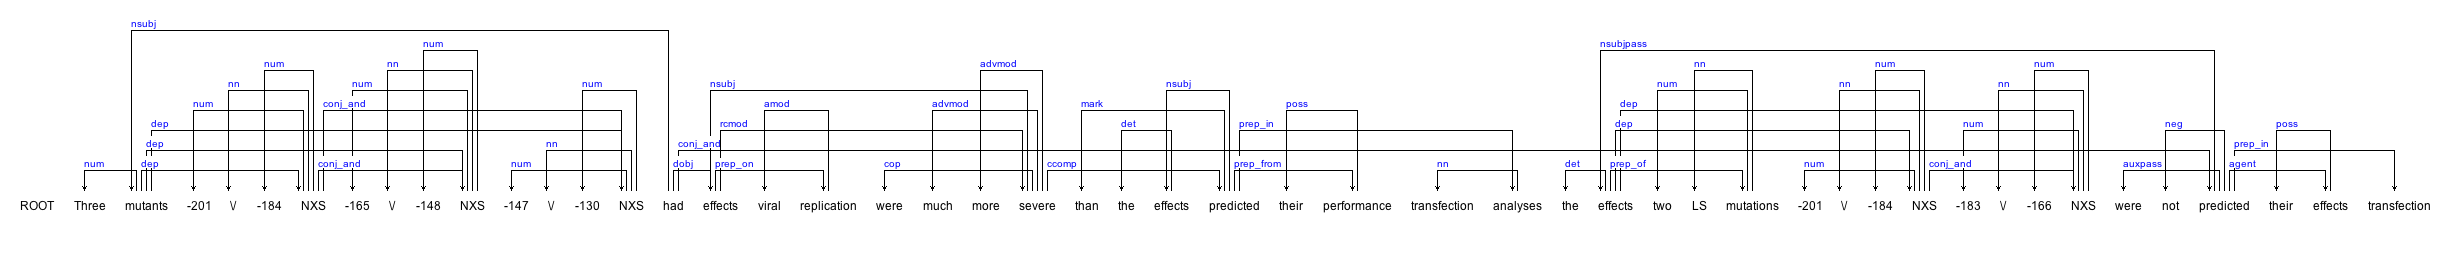 nsubj
num nsubjpass
num nn advmod nn num num
nn num num nsubj nsubj num nn nn
num conj_and amod advmod mark poss dep
dep rcmod det prep_in dep num neg poss
dep nn conj_and prep_in
num dep conj_and num dobj prep_on cop ccomp prep_from nn det prep_of num conj_and auxpass agent
ROOT Three mutants -201 \/ -184 NXS -165 \/ -148 NXS -147 \/ -130 NXS had effects viral replication were much more severe than the effects predicted their performance transfection analyses the effects two LS mutations -201 \/ -184 NXS -183 \/ -166 NXS were not predicted their effects transfection